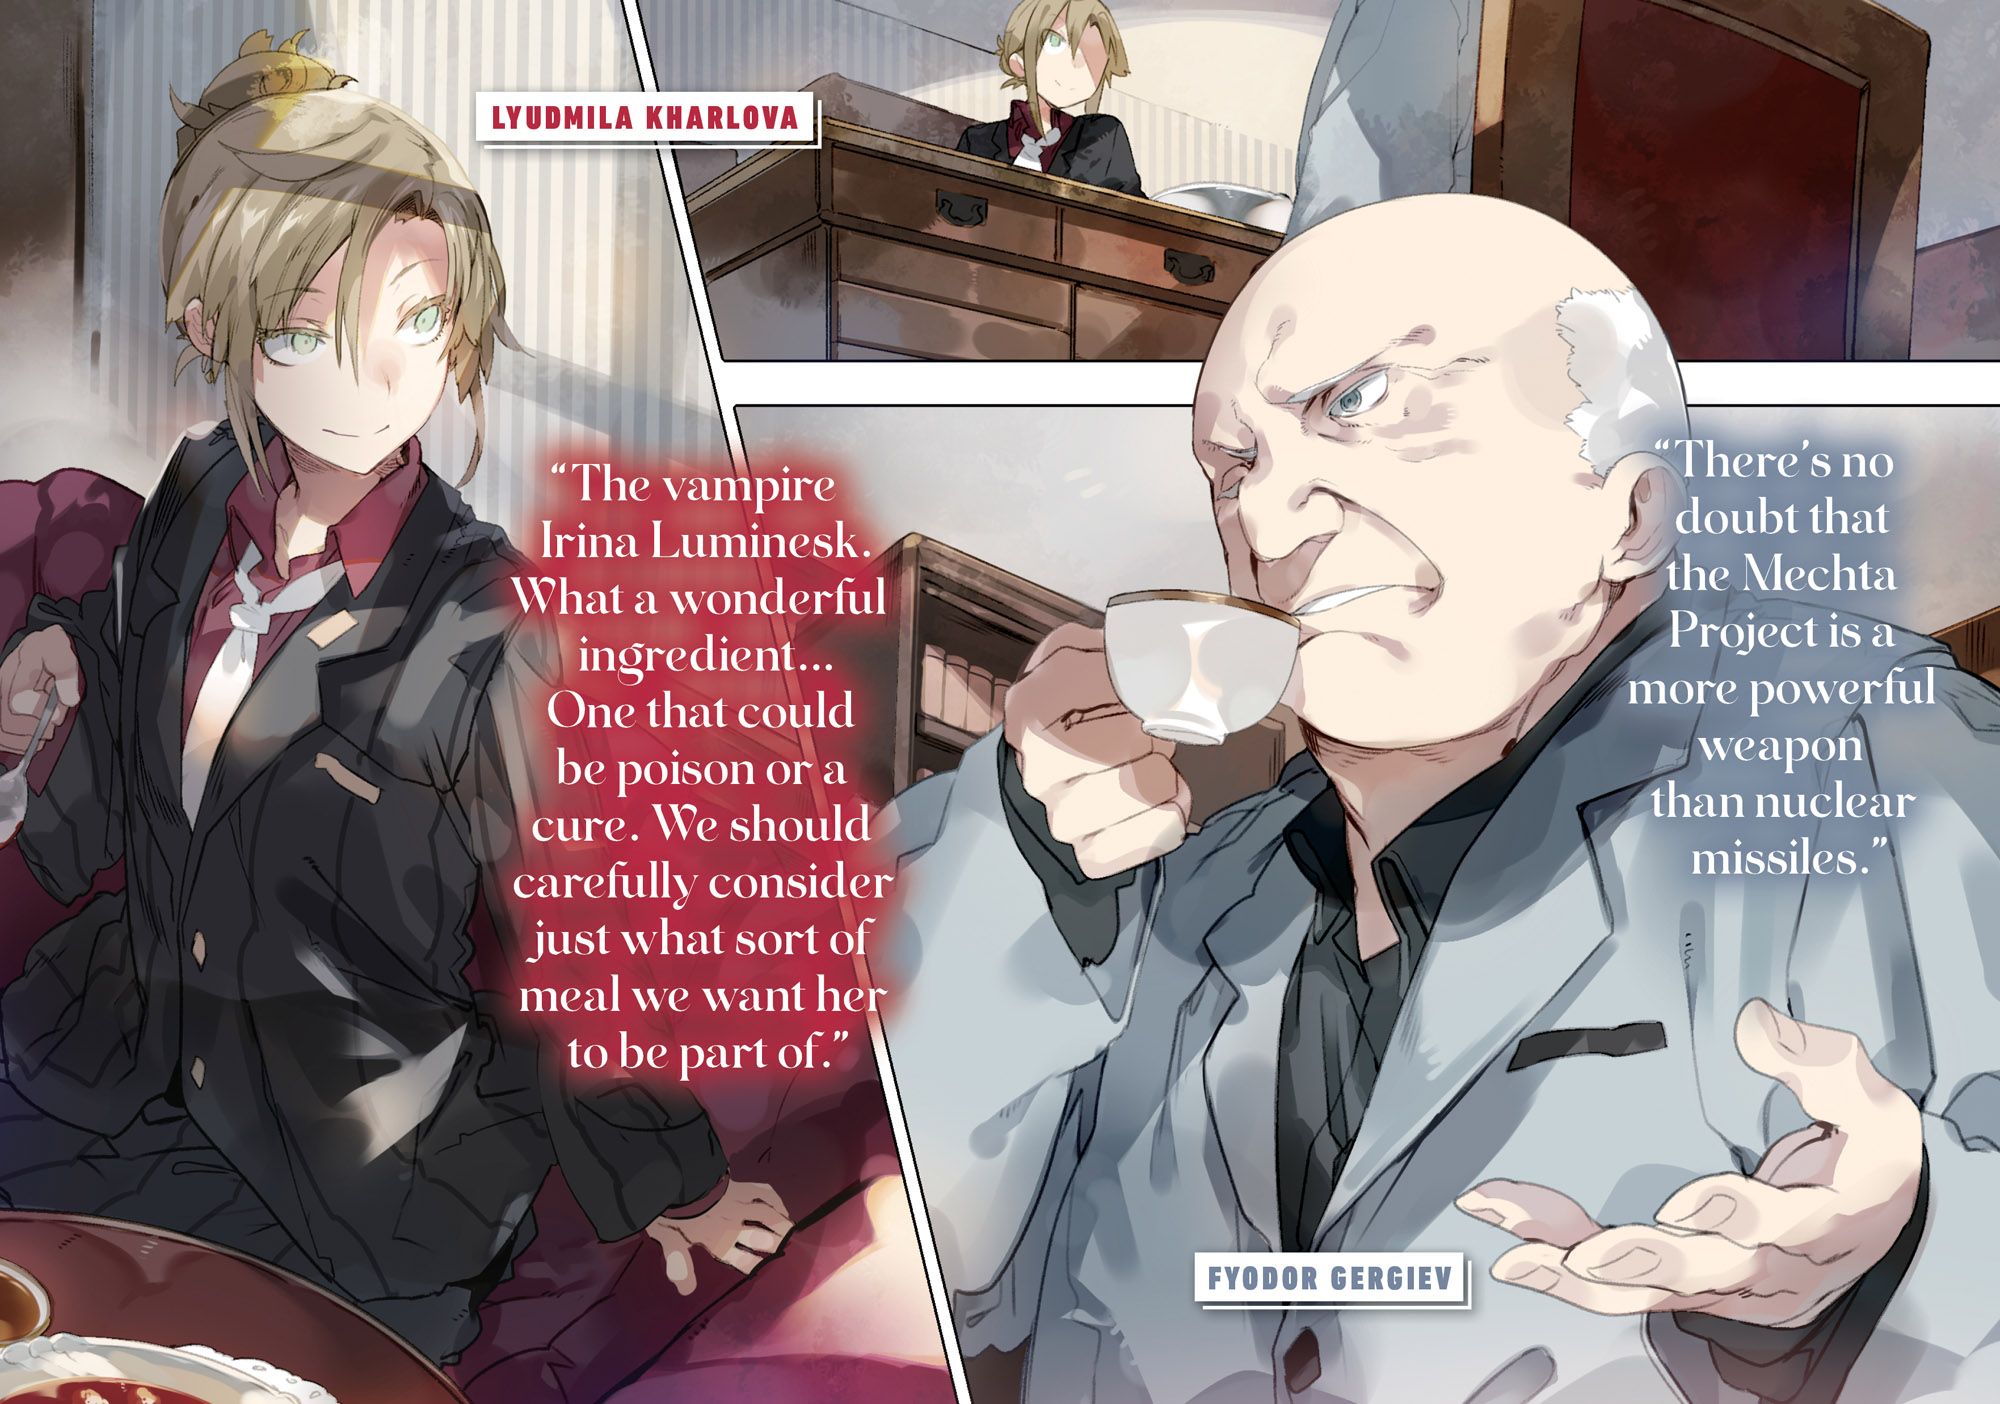 LYUDMILA KHARLOVA
“The vampire
Irina Luminesk.
What a wonderful
ingredient...
One that could
be poison or a
cure. We should
carefully consider
just what sort of
meal we want her
to be part of.”
“There’s no
doubt that
the Mechta
Project is a
more powerful
weapon
than nuclear
missiles.”
FYODOR GERGIEV